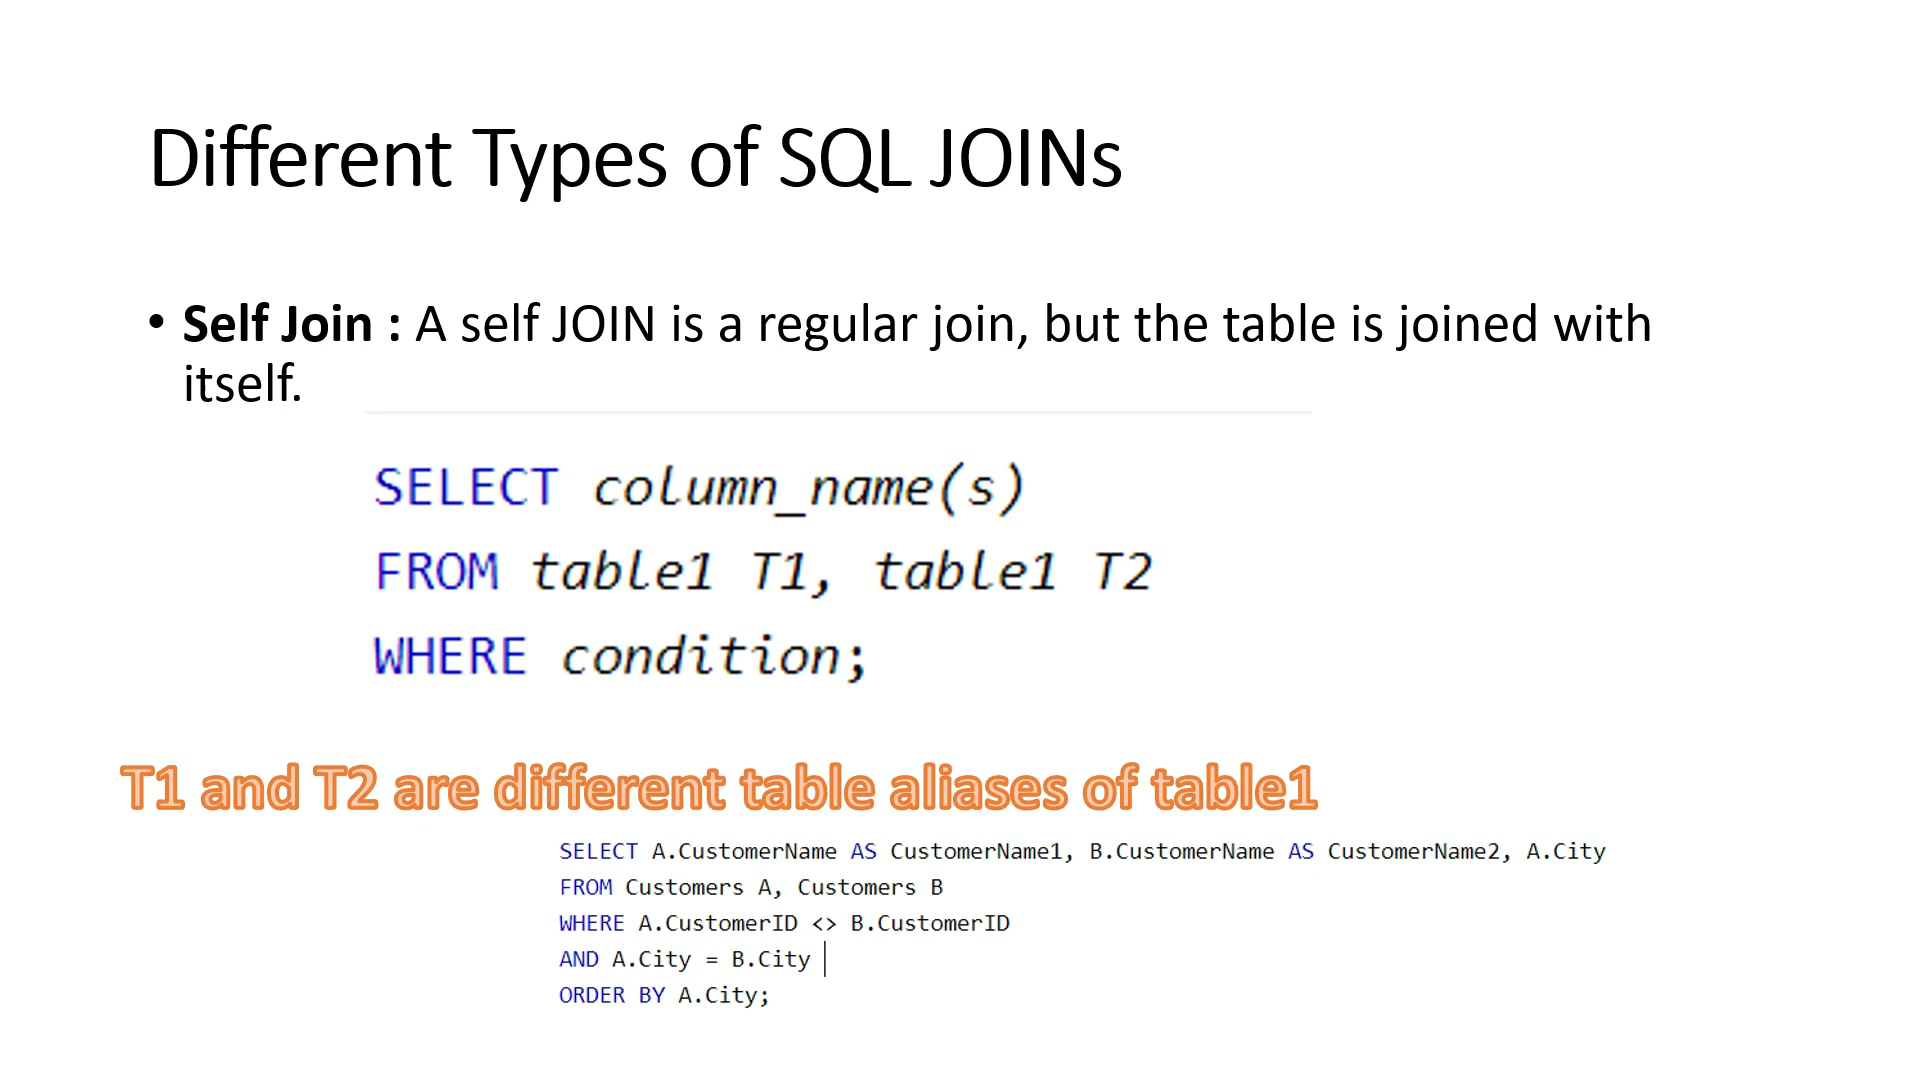 Different Types of SQL JOINs
• Self Join : A self JOIN is a regular join, but the table is joined with
itself.
SELECT column_name(s)
FROM table1 T1, table1 T2
WHERE condition;
T1 and T2 are different table aliases of table1
SELECT A.CustomerName AS CustomerName1, B.CustomerName AS CustomerName2, A.City
FROM Customers A, Customers B
WHERE A.CustomerID <> B.CustomerID
AND A.City = B.City
ORDER BY A.City;